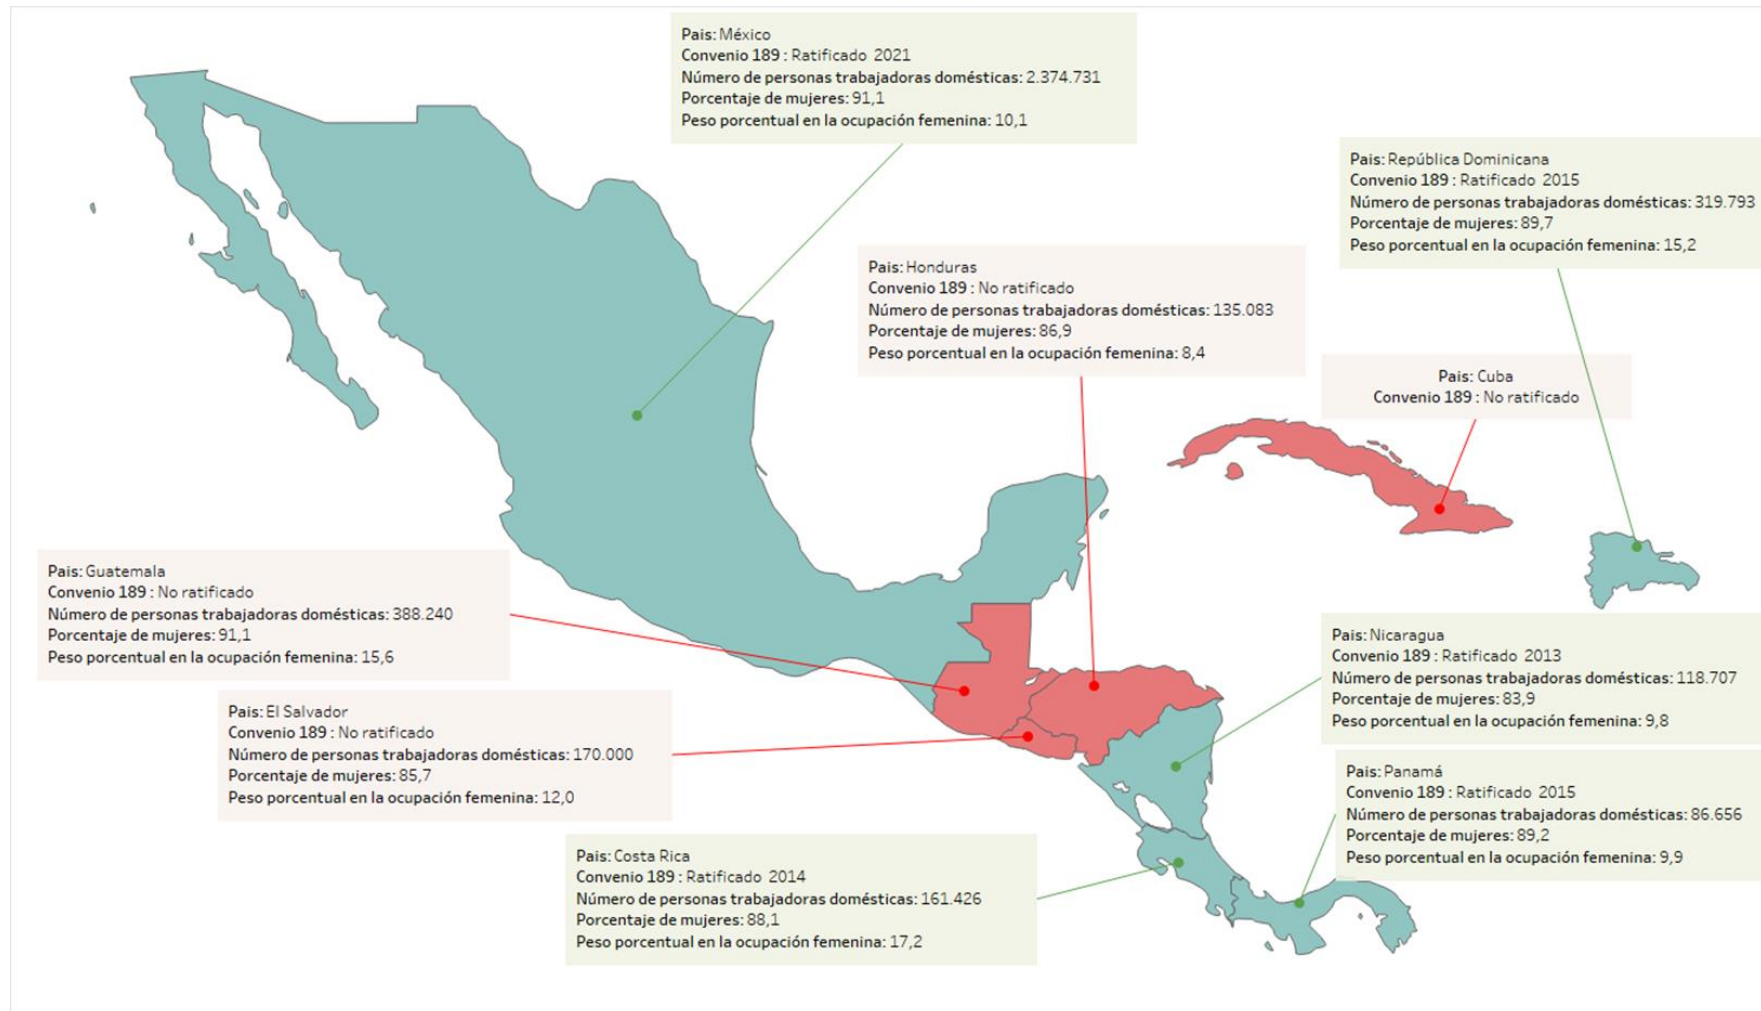 Pais: México
Convenio 189 : Ratificado 2021
Número de personas trabajadoras domésticas: 2.374.731
Porcentaje de mujeres: 91,1
Peso porcentual en la ocupación femenina: 10,1
Pais: República Dominicana
Convenio 189 : Ratificado 2015
Número de personas trabajadoras domésticas: 319.793
Porcentaje de mujeres: 89,7
Peso porcentual en la ocupación femenina: 15,2
Pais: Honduras
Convenio 189 : No ratificado
Número de personas trabajadoras domésticas: 135.083
Porcentaje de mujeres: 86,9
Peso porcentual en la ocupación femenina: 8,4
Pais: Cuba
Convenio 189 : No ratificado
Pais: Guatemala
Convenio 189 : No ratificado
Número de personas trabajadoras domésticas: 388.240
Porcentaje de mujeres: 91,1
Peso porcentual en la ocupación femenina: 15,6
Pais: Nicaragua
Convenio 189 : Ratificado 2013
Número de personas trabajadoras domésticas: 118.707
Porcentaje de mujeres: 83,9
Peso porcentual en la ocupación femenina: 9,8
Pais: El Salvador
Convenio 189 : No ratificado
Número de personas trabajadoras domésticas: 170.000
Porcentaje de mujeres: 85,7
Peso porcentual en la ocupación femenina: 12,0
Pais: Panamá
Convenio 189 : Ratificado 2015
Número de personas trabajadoras domésticas: 86.656
Porcentaje de mujeres: 89,2
Peso porcentual en la ocupación femenina: 9,9
Pais: Costa Rica
Convenio 189 : Ratificado 2014
Número de personas trabajadoras domésticas: 161.426
Porcentaje de mujeres: 88,1
Peso porcentual en la ocupación femenina: 17,2